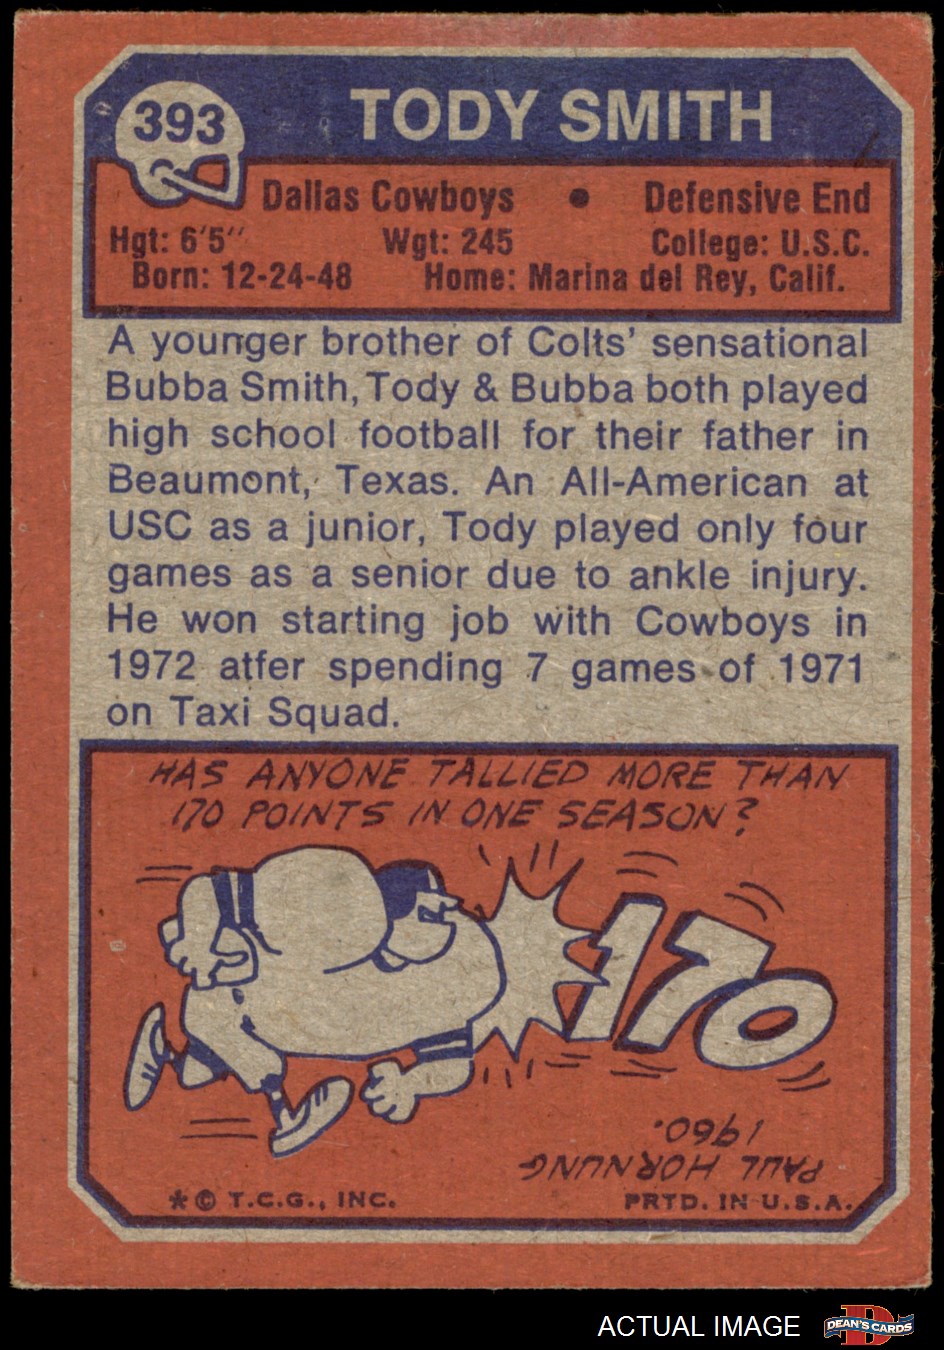 393
TODY SMITH
Dallas Cowboys • Defensive End
Hgt: 6'5" Wgt: 245 College: U.S.C.
Born: 12-24-48 Home: Marina del Rey, Calif.
A younger brother of Colts' sensational
Bubba Smith, Tody & Bubba both played
high school football for their father in
Beaumont, Texas. An All-American at
USC as a junior, Tody played only four
games as a senior due to ankle injury.
He won starting job with Cowboys in
1972 atfer spending 7 games of 1971
on Taxi Squad.
HAS ANYONE TALLIED MORE THAN
170 POINTS IN ONE SEASON?
170
PAUL HORNUNG
1960.
* © T.C.G., INC. PRTD. IN U.S.A.
ACTUAL IMAGE
D
DEAN'S CARDS